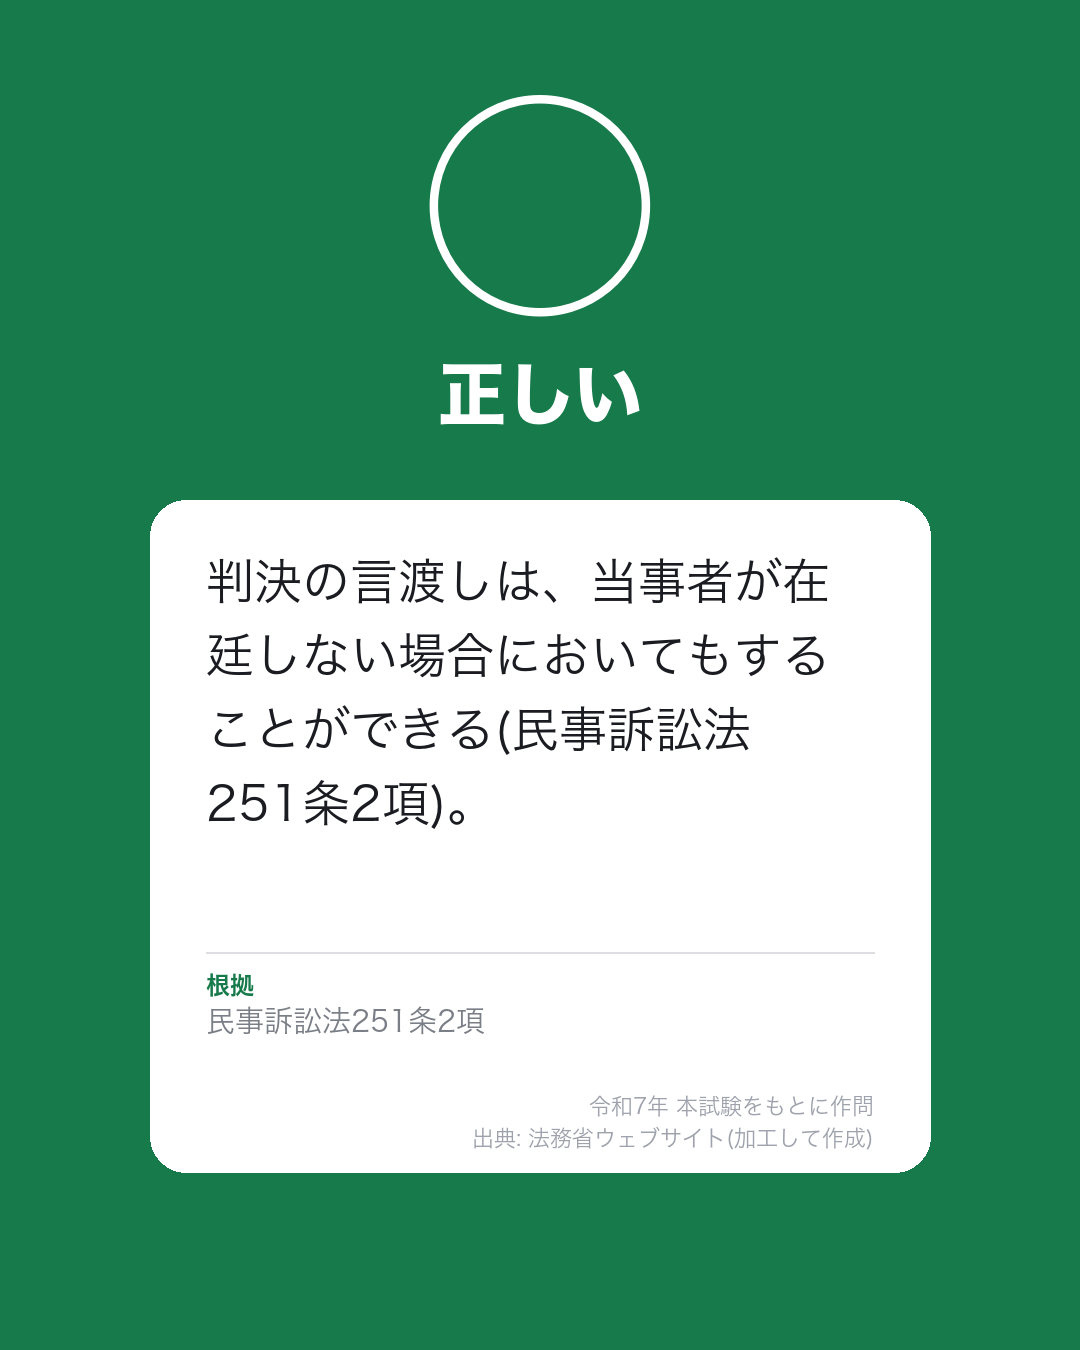 正しい
判決の言渡しは、当事者が在
廷しない場合においてもする
ことができる(民事訴訟法
251条2項)。
根拠
民事訴訟法251条2項
令和7年 本試験をもとに作問
出典: 法務省ウェブサイト(加工して作成)